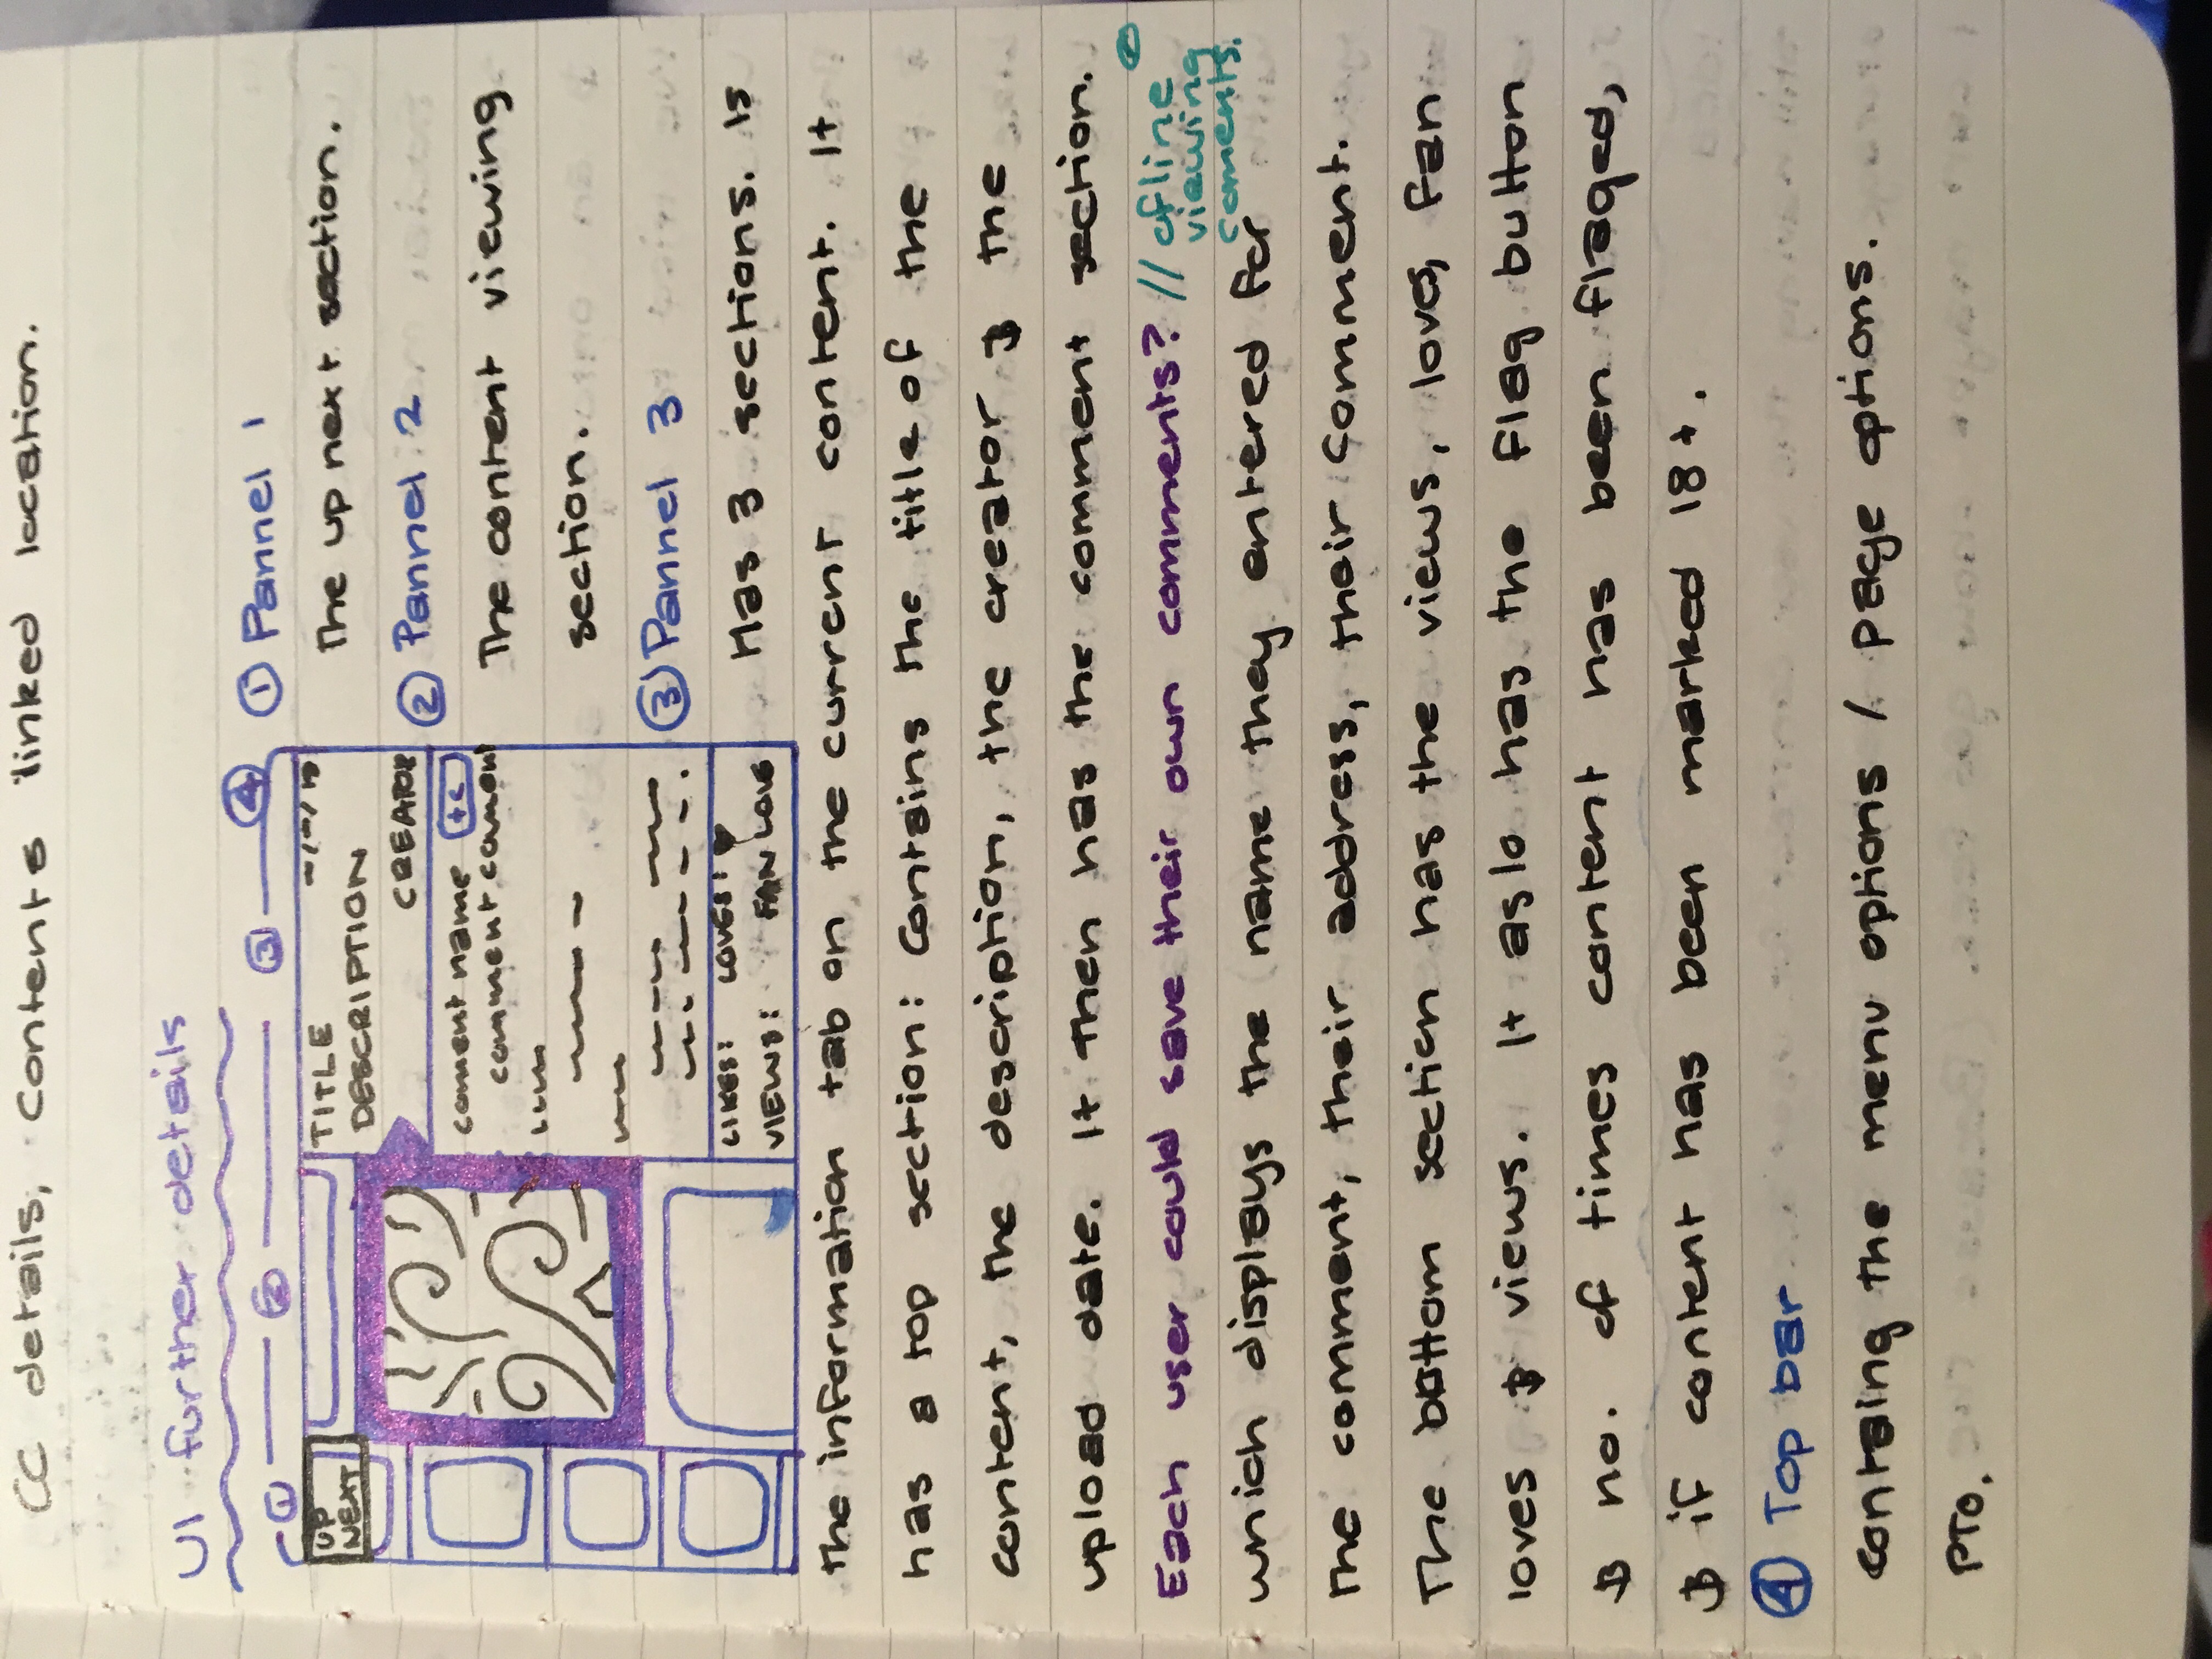 CC details, Contents linked location.
UI further details
1 2 3 4
UP
NEXT
TITLE
DESCRIPTION
CREATOR
coment name
comment coment
LIKES: LOVES: ♥
VIEWS: FAN LOVE
① Pannel 1
The up next section.
② Pannel 2
The content viewing
section.
③ Pannel 3
Has 3 sections. Is
the information tab on the current content. It
has a top section: Contains the title of the
content, the description, the creator & the
upload date. It then has the comment section.
Each user could save their own comments? // ofline
viewing
coments.
which displays the name they entered for
the comment, their address, their comment.
The bottom section has the views, loves, fan
loves & views. It aslo has the flag button
& no. of times content has been flaged,
& if content has been marked 18+.
④ Top bar
containg the menu options / page options.
PTO.